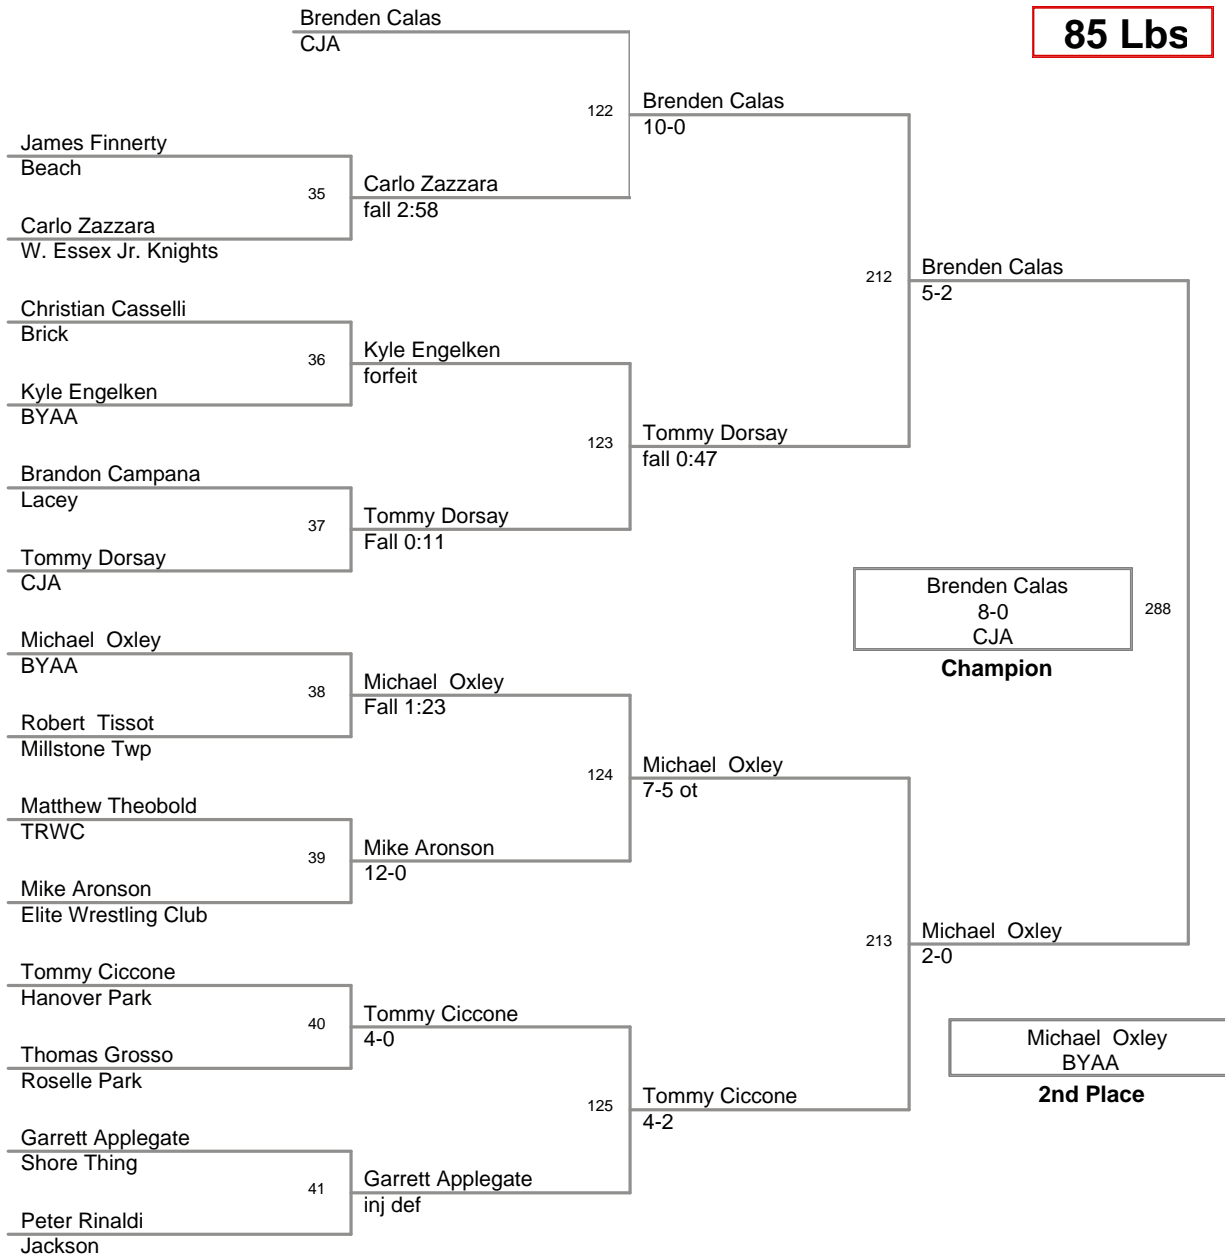 Brenden Calas
CJA
85 Lbs
122
Brenden Calas
10-0
James Finnerty
Beach
35
Carlo Zazzara
fall 2:58
Carlo Zazzara
W. Essex Jr. Knights
212
Brenden Calas
5-2
Christian Casselli
Brick
36
Kyle Engelken
forfeit
Kyle Engelken
BYAA
123
Tommy Dorsay
fall 0:47
Brandon Campana
Lacey
37
Tommy Dorsay
Fall 0:11
Tommy Dorsay
CJA
Brenden Calas
8-0
CJA
288
Champion
Michael  Oxley
BYAA
38
Michael  Oxley
Fall 1:23
Robert  Tissot
Millstone Twp
124
Michael  Oxley
7-5 ot
Matthew Theobold
TRWC
39
Mike Aronson
12-0
Mike Aronson
Elite Wrestling Club
213
Michael  Oxley
2-0
Tommy Ciccone
Hanover Park
40
Tommy Ciccone
4-0
Thomas Grosso
Roselle Park
Michael  Oxley
BYAA
2nd Place
125
Tommy Ciccone
4-2
Garrett Applegate
Shore Thing
41
Garrett Applegate
inj def
Peter Rinaldi
Jackson